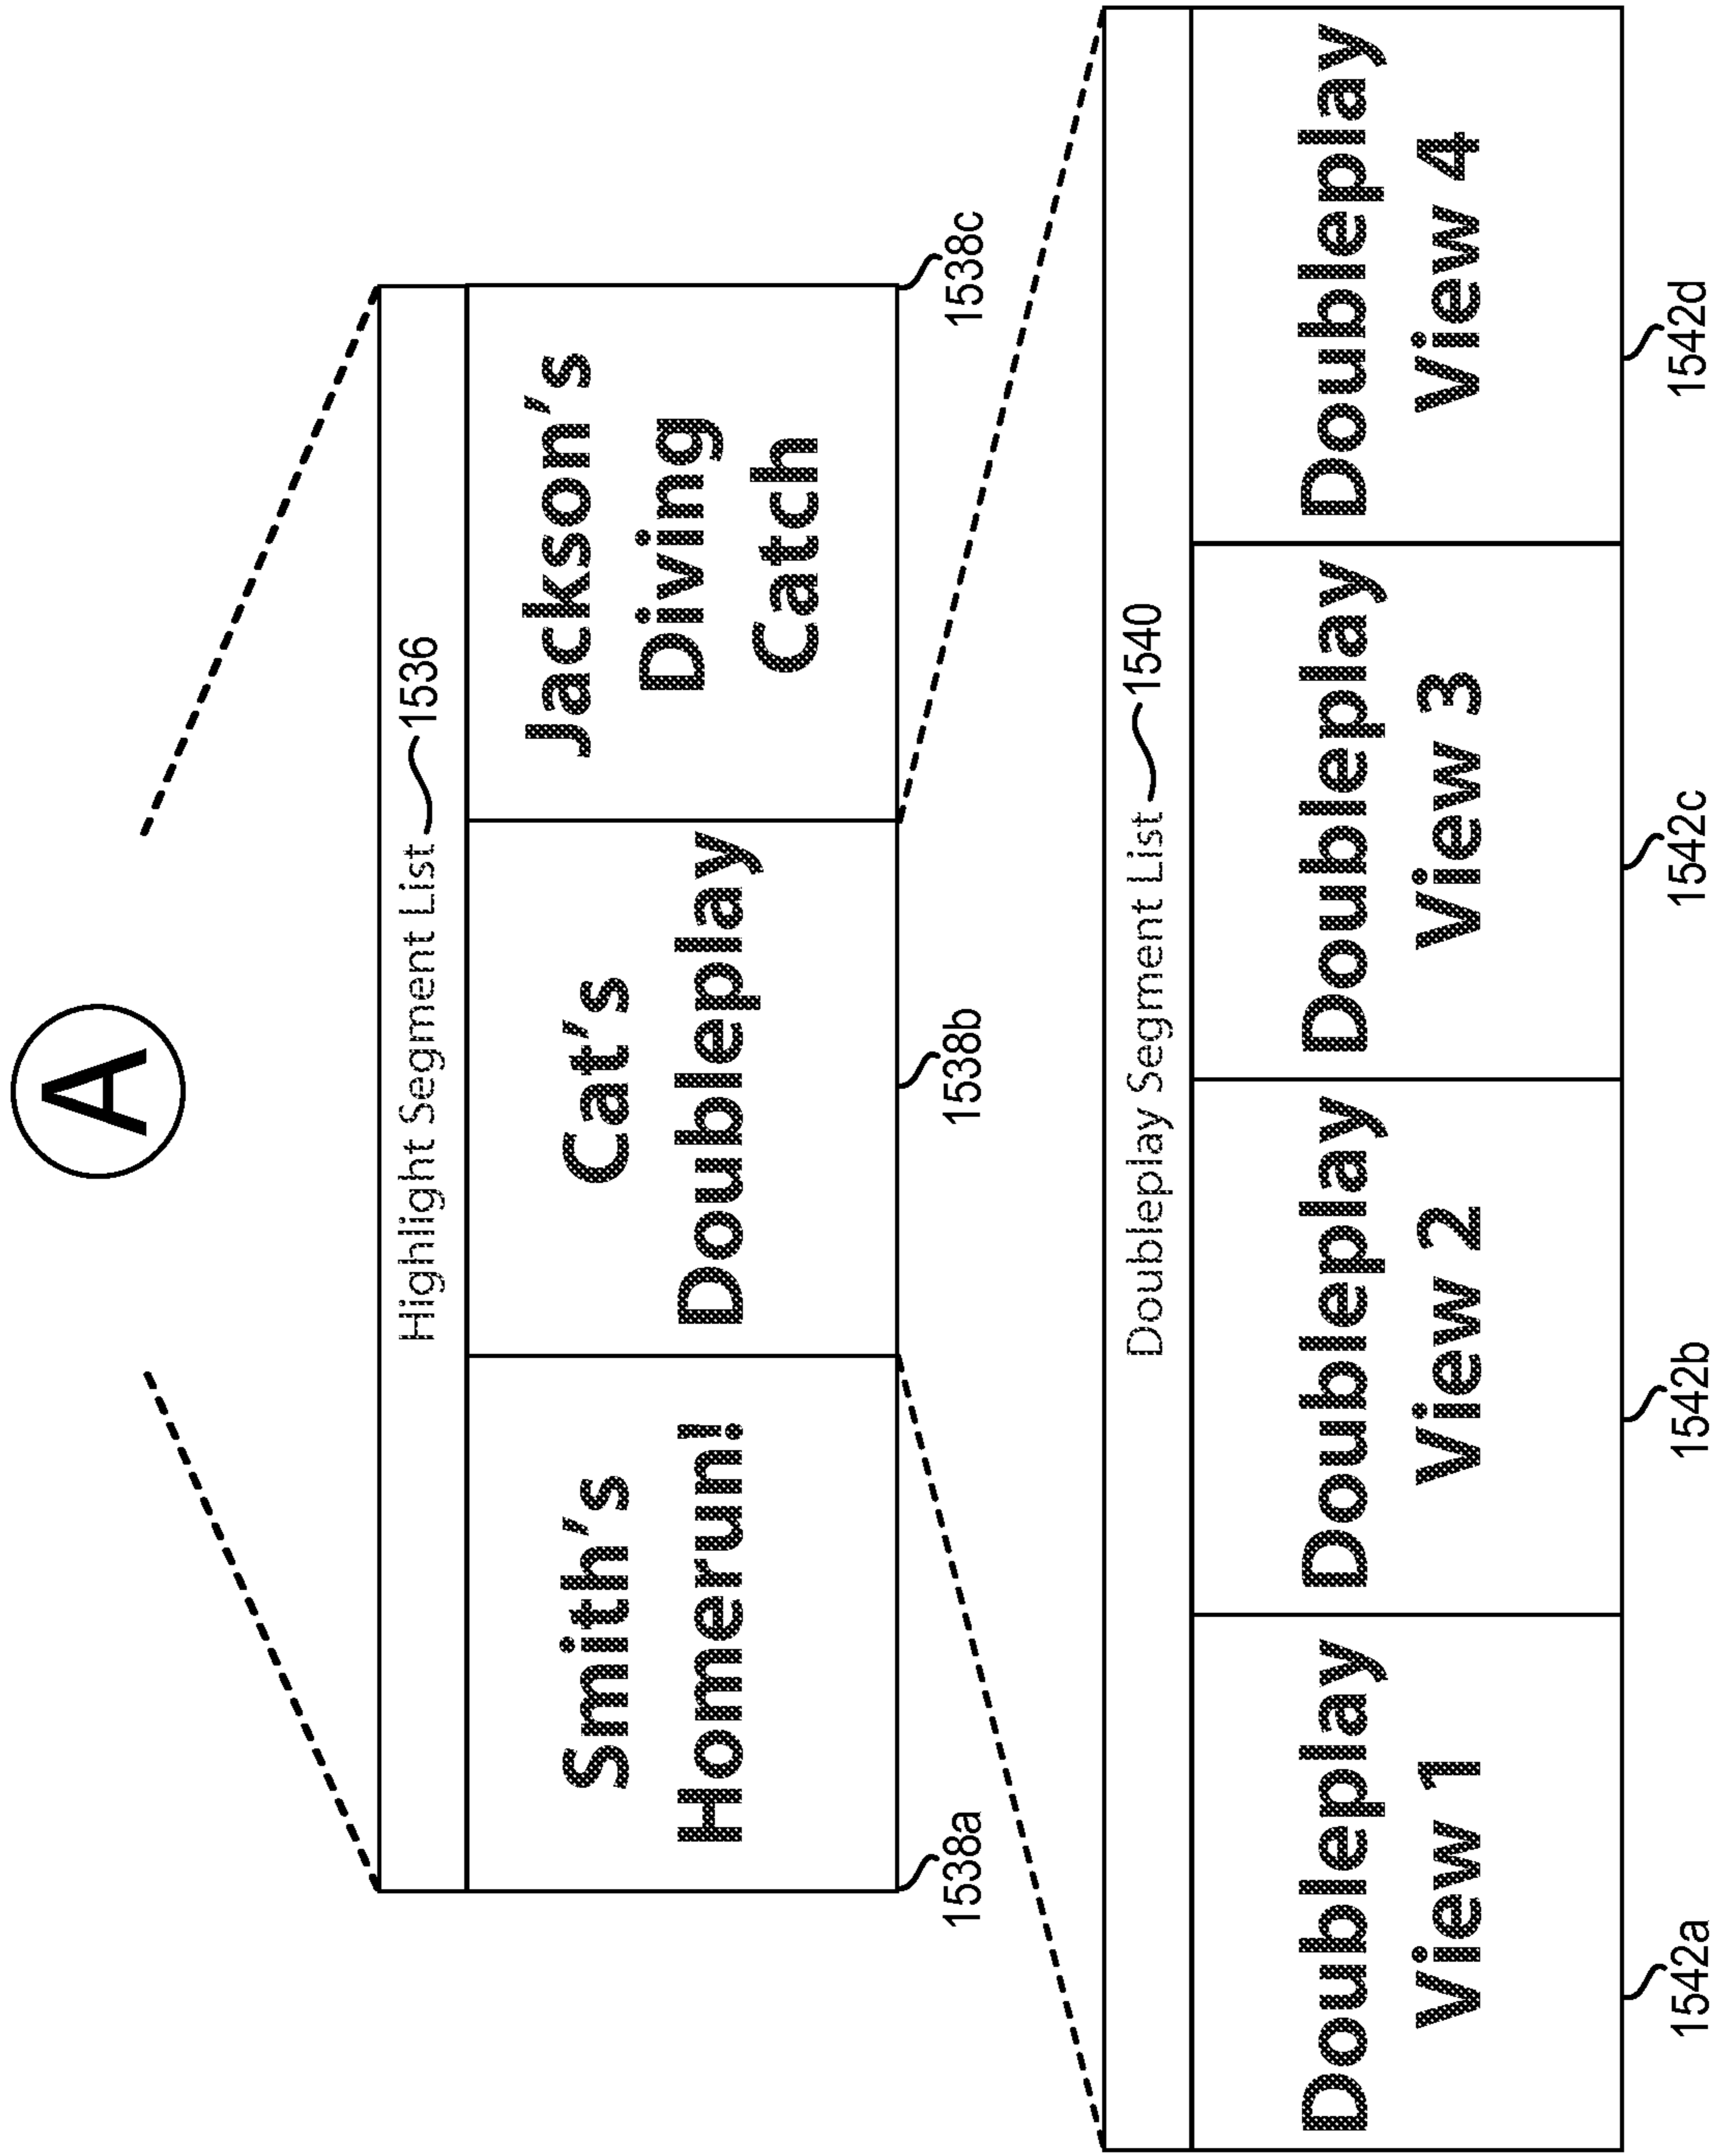 A
Highlight Segment List 1536
Smith's
Homerun!
Cat's
Doubleplay
Jackson's
Diving
Catch
1538a
1538b
1538c
Doubleplay Segment List 1540
Doubleplay
View 1
Doubleplay
View 2
Doubleplay
View 3
Doubleplay
View 4
1542a
1542b
1542c
1542d